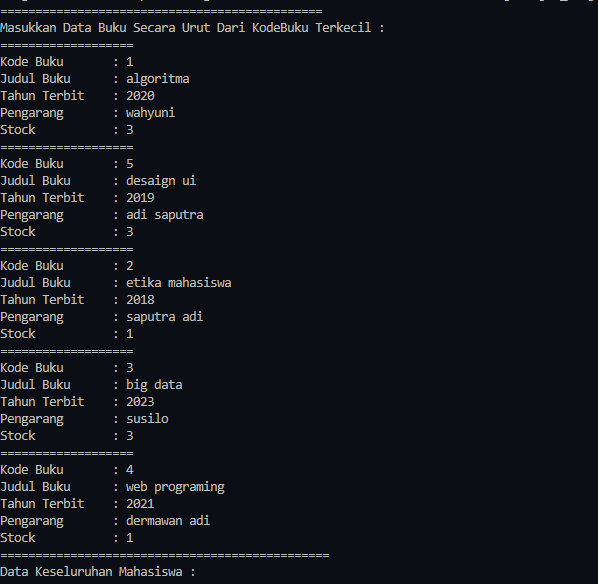 ==============================================
Masukkan Data Buku Secara Urut Dari KodeBuku Terkecil :
===================
Kode Buku       : 1
Judul Buku      : algoritma
Tahun Terbit    : 2020
Pengarang       : wahyuni
Stock           : 3
===================
Kode Buku       : 5
Judul Buku      : desaign ui
Tahun Terbit    : 2019
Pengarang       : adi saputra
Stock           : 3
===================
Kode Buku       : 2
Judul Buku      : etika mahasiswa
Tahun Terbit    : 2018
Pengarang       : saputra adi
Stock           : 1
===================
Kode Buku       : 3
Judul Buku      : big data
Tahun Terbit    : 2023
Pengarang       : susilo
Stock           : 3
===================
Kode Buku       : 4
Judul Buku      : web programing
Tahun Terbit    : 2021
Pengarang       : dermawan adi
Stock           : 1
===============================================
Data Keseluruhan Mahasiswa :